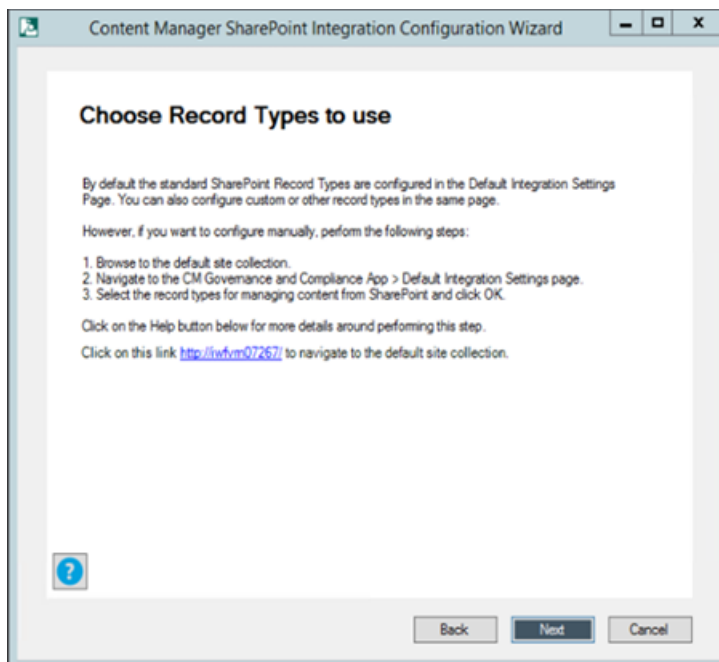 Content Manager SharePoint Integration Configuration Wizard
Choose Record Types to use
By default the standard SharePoint Record Types are configured in the Default Integration Settings
Page. You can also configure custom or other record types in the same page.
However, if you want to configure manually, perform the following steps:
1. Browse to the default site collection.
2. Navigate to the CM Governance and Compliance App > Default Integration Settings page.
3. Select the record types for managing content from SharePoint and click OK.
Click on the Help button below for more details around performing this step.
Click on this link http://iwfvm07267/ to navigate to the default site collection.
?
Back Next Cancel